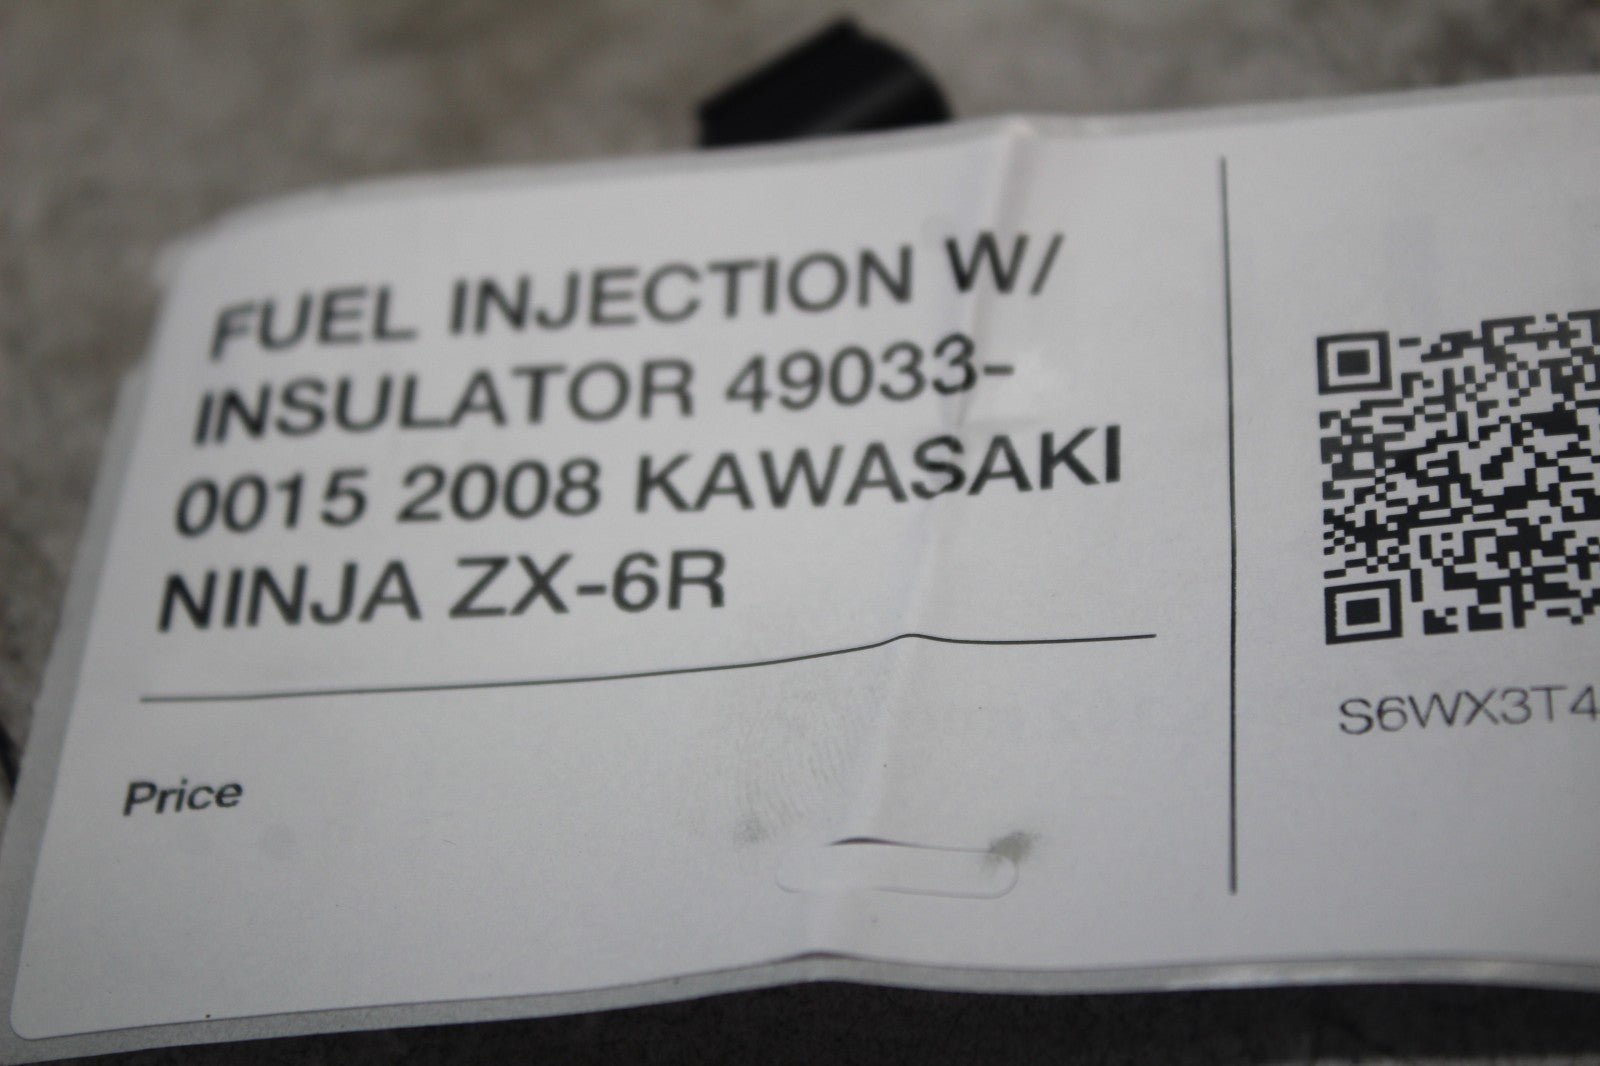 FUEL INJECTION W/
INSULATOR 49033-
0015 2008 KAWASAKI
NINJA ZX-6R
Price
S6WX3T4